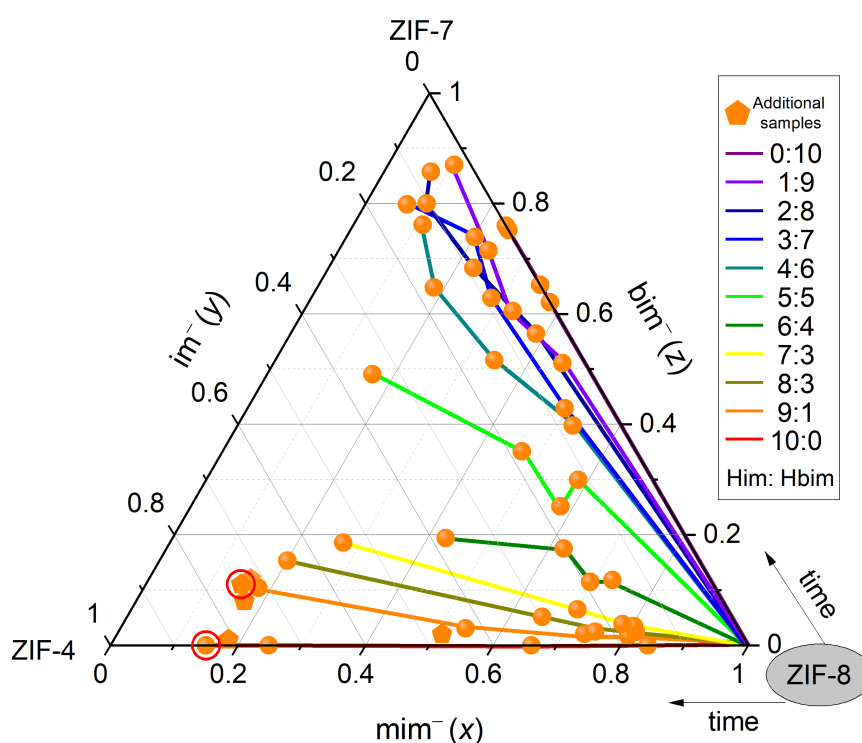 ZIF-7
0
1
0.2
0.8
0.4
im⁻ (y)
0.6
bim⁻ (z)
0.6
0.4
0.8
0.2
1
0
ZIF-4
0
0.2
0.4
0.6
0.8
1
mim⁻ (x)
time
time
ZIF-8
Additional
samples
0:10
1:9
2:8
3:7
4:6
5:5
6:4
7:3
8:3
9:1
10:0
Him: Hbim